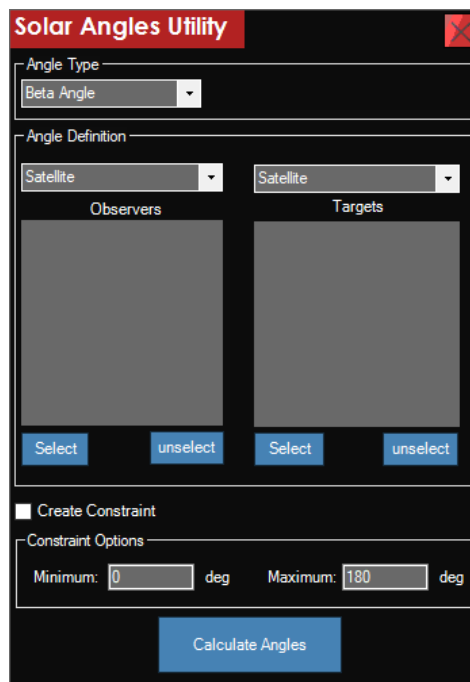 Solar Angles Utility
Angle Type
Beta Angle
Angle Definition
Satellite Satellite
Observers Targets
Select unselect Select unselect
Create Constraint
Constraint Options
Minimum: 0 deg Maximum: 180 deg
Calculate Angles